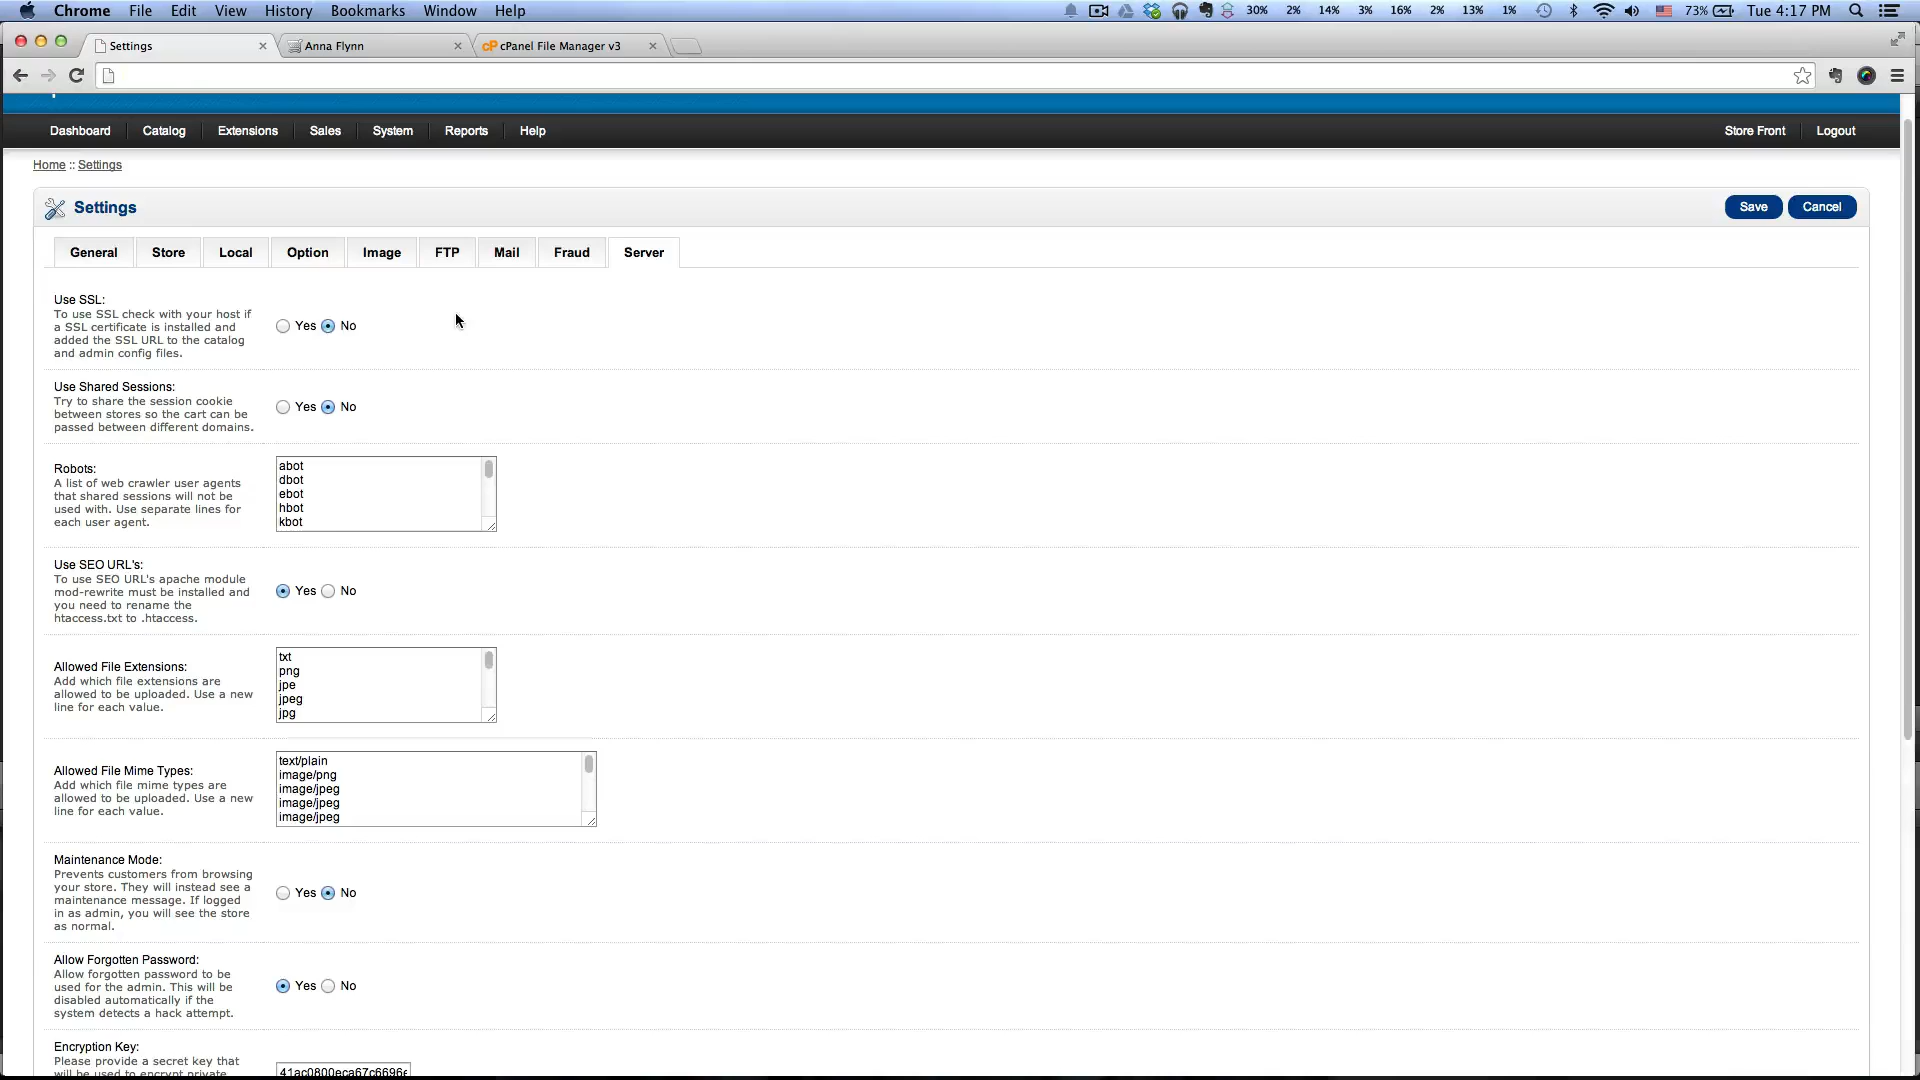 Chrome File Edit View History Bookmarks Window Help 30% 2% 14% 3% 16% 2% 13% 1% 73% Tue 4:17 PM
Settings Anna Flynn cP cPanel File Manager v3
Dashboard Catalog Extensions Sales System Reports Help Store Front Logout
Home :: Settings
Settings Save Cancel
General Store Local Option Image FTP Mail Fraud Server
Use SSL:
To use SSL check with your host if
a SSL certificate is installed and
added the SSL URL to the catalog
and admin config files.
Yes No
Use Shared Sessions:
Try to share the session cookie
between stores so the cart can be
passed between different domains.
Yes No
Robots:
A list of web crawler user agents
that shared sessions will not be
used with. Use separate lines for
each user agent.
abot
dbot
ebot
hbot
kbot
Use SEO URL's:
To use SEO URL's apache module
mod-rewrite must be installed and
you need to rename the
htaccess.txt to .htaccess.
Yes No
Allowed File Extensions:
Add which file extensions are
allowed to be uploaded. Use a new
line for each value.
txt
png
jpe
jpeg
jpg
Allowed File Mime Types:
Add which file mime types are
allowed to be uploaded. Use a new
line for each value.
text/plain
image/png
image/jpeg
image/jpeg
image/jpeg
Maintenance Mode:
Prevents customers from browsing
your store. They will instead see a
maintenance message. If logged
in as admin, you will see the store
as normal.
Yes No
Allow Forgotten Password:
Allow forgotten password to be
used for the admin. This will be
disabled automatically if the
system detects a hack attempt.
Yes No
Encryption Key:
Please provide a secret key that
will be used to encrypt private
41ac0800eca67c6696e